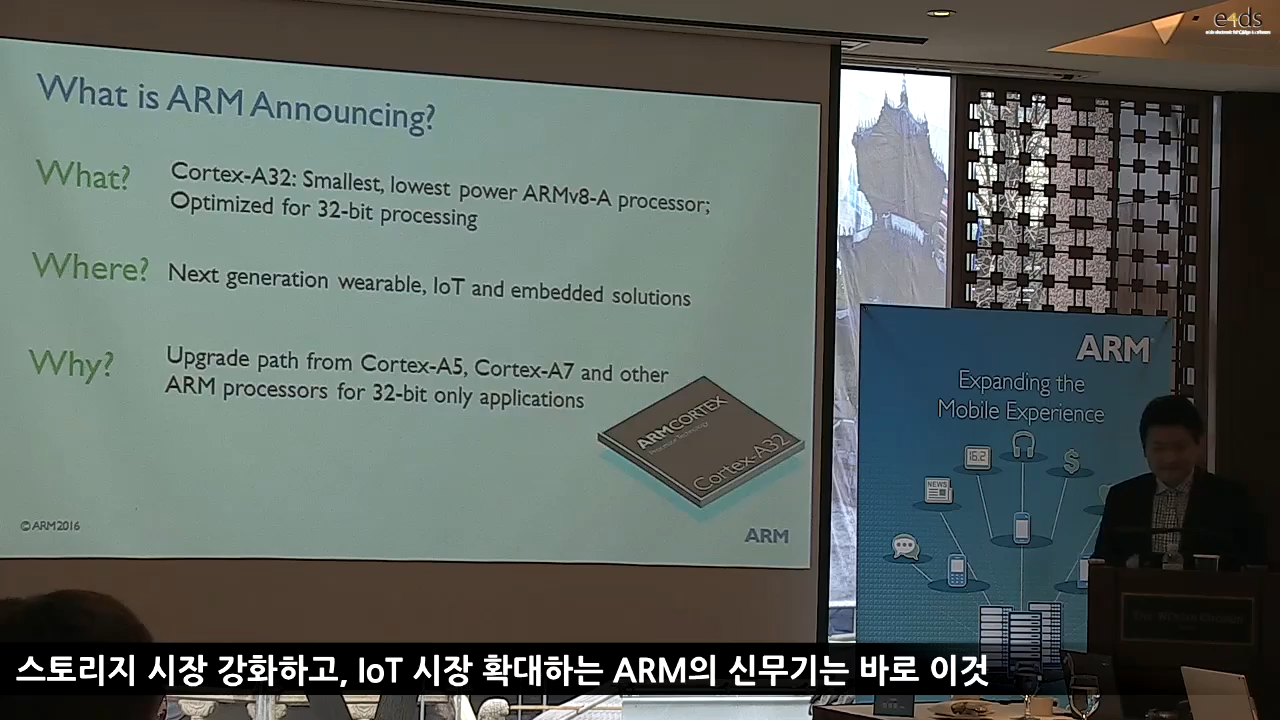 e4ds
What is ARM Announcing?
What?
Cortex-A32: Smallest, lowest power ARMv8-A processor;
Optimized for 32-bit processing
Where?
Next generation wearable, IoT and embedded solutions
Why?
Upgrade path from Cortex-A5, Cortex-A7 and other
ARM processors for 32-bit only applications
ARMCORTEX
Processor Technology
Cortex-A32
©ARM2016
ARM
ARM
Expanding the
Mobile Experience
16.2
$
NEWS
스토리지 시장 강화하고, IoT 시장 확대하는 ARM의 신무기는 바로 이것